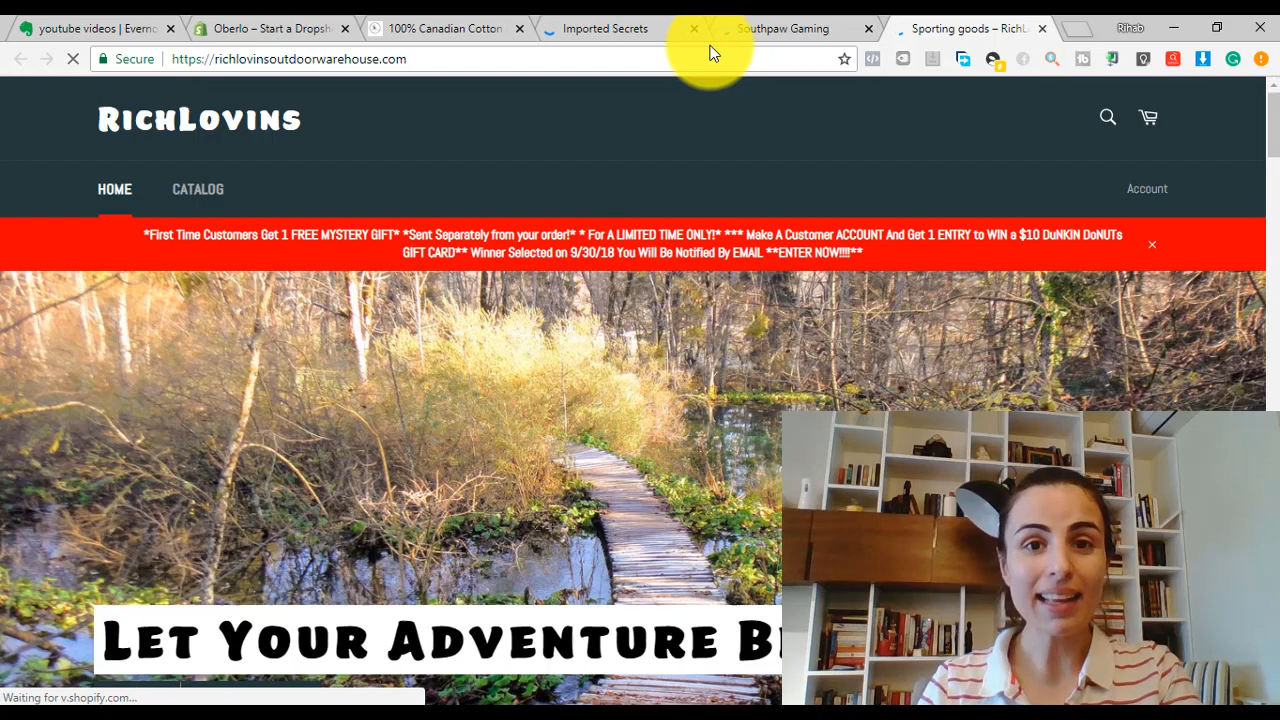 youtube videos | Everno
Oberlo – Start a Dropsh
100% Canadian Cotton
Imported Secrets
Southpaw Gaming
Sporting goods – RichL
Rihab
Secure
https://richlovinsoutdoorwarehouse.com
RichLovins
HOME
CATALOG
Account
*First Time Customers Get 1 FREE MYSTERY GIFT* *Sent Separately from your order!* * For A LIMITED TIME ONLY!* *** Make A Customer ACCOUNT And Get 1 ENTRY to WIN a $10 DuNKIN DoNUTs
GIFT CARD** Winner Selected on 9/30/18 You Will Be Notified By EMAIL **ENTER NOW!!!!**
Let Your Adventure B
Waiting for v.shopify.com...